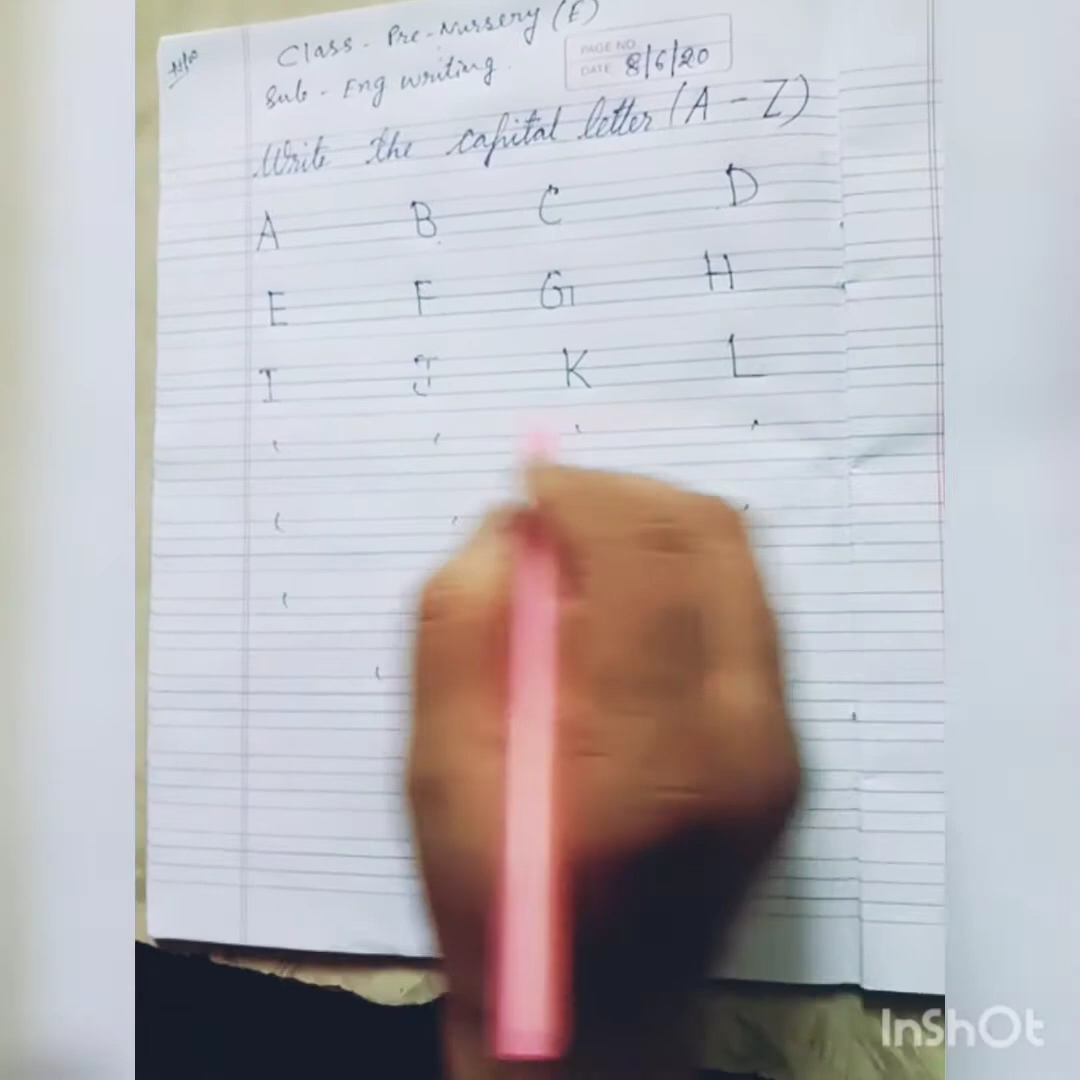 H/W
Class - Pre-Nursery (E)
Sub - Eng writing.
PAGE NO.
DATE 8/6/20
Write the capital letter (A - Z)
A B C D
E F G H
I J K L
InShOt